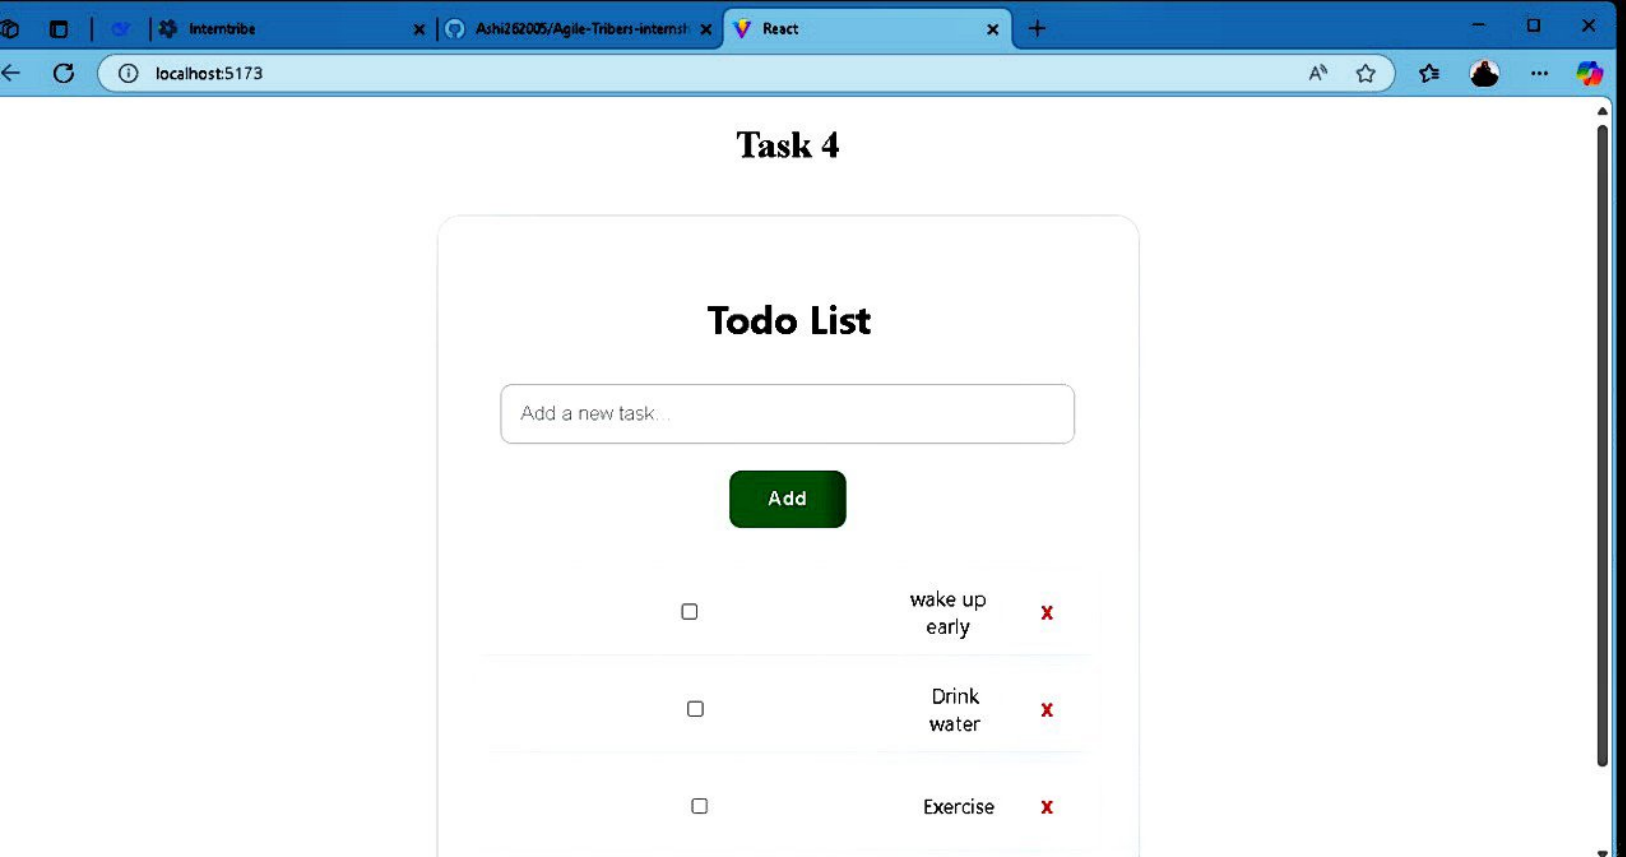 Interntribe
Ashi262005/Agile-Tribers-internsh
React
localhost:5173
Task 4
Todo List
Add a new task...
Add
wake up
early
X
Drink
water
X
Exercise
X